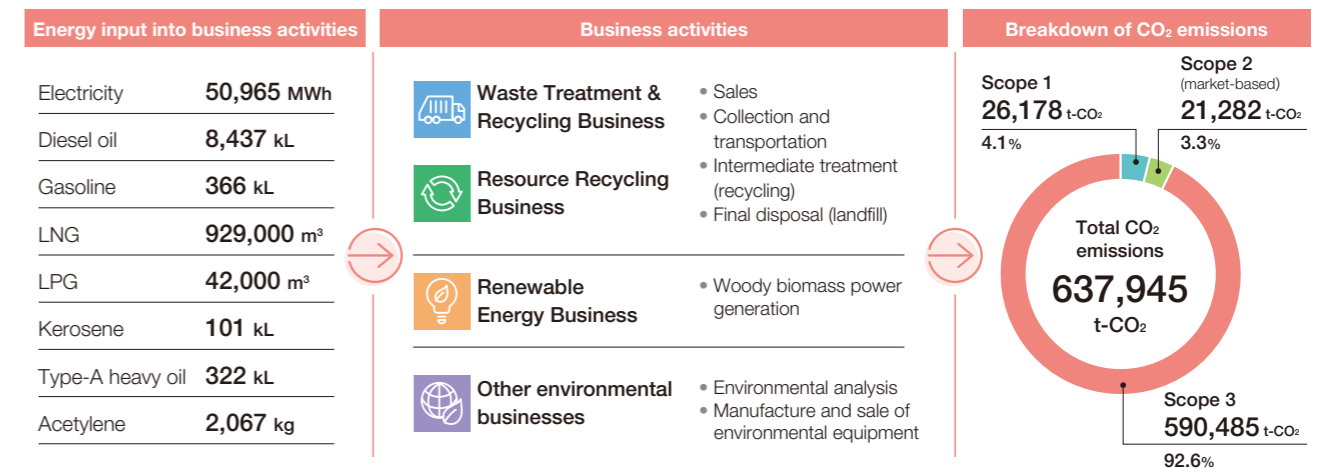 Energy input into business activities
Electricity 50,965 MWh
Diesel oil 8,437 kL
Gasoline 366 kL
LNG 929,000 m³
LPG 42,000 m³
Kerosene 101 kL
Type-A heavy oil 322 kL
Acetylene 2,067 kg
Business activities
Waste Treatment &
Recycling Business
Resource Recycling
Business
• Sales
• Collection and
transportation
• Intermediate treatment
(recycling)
• Final disposal (landfill)
Renewable
Energy Business
• Woody biomass power
generation
Other environmental
businesses
• Environmental analysis
• Manufacture and sale of
environmental equipment
Breakdown of CO₂ emissions
Scope 1
26,178 t-CO₂
4.1%
Scope 2
(market-based)
21,282 t-CO₂
3.3%
Total CO₂
emissions
637,945
t-CO₂
Scope 3
590,485 t-CO₂
92.6%